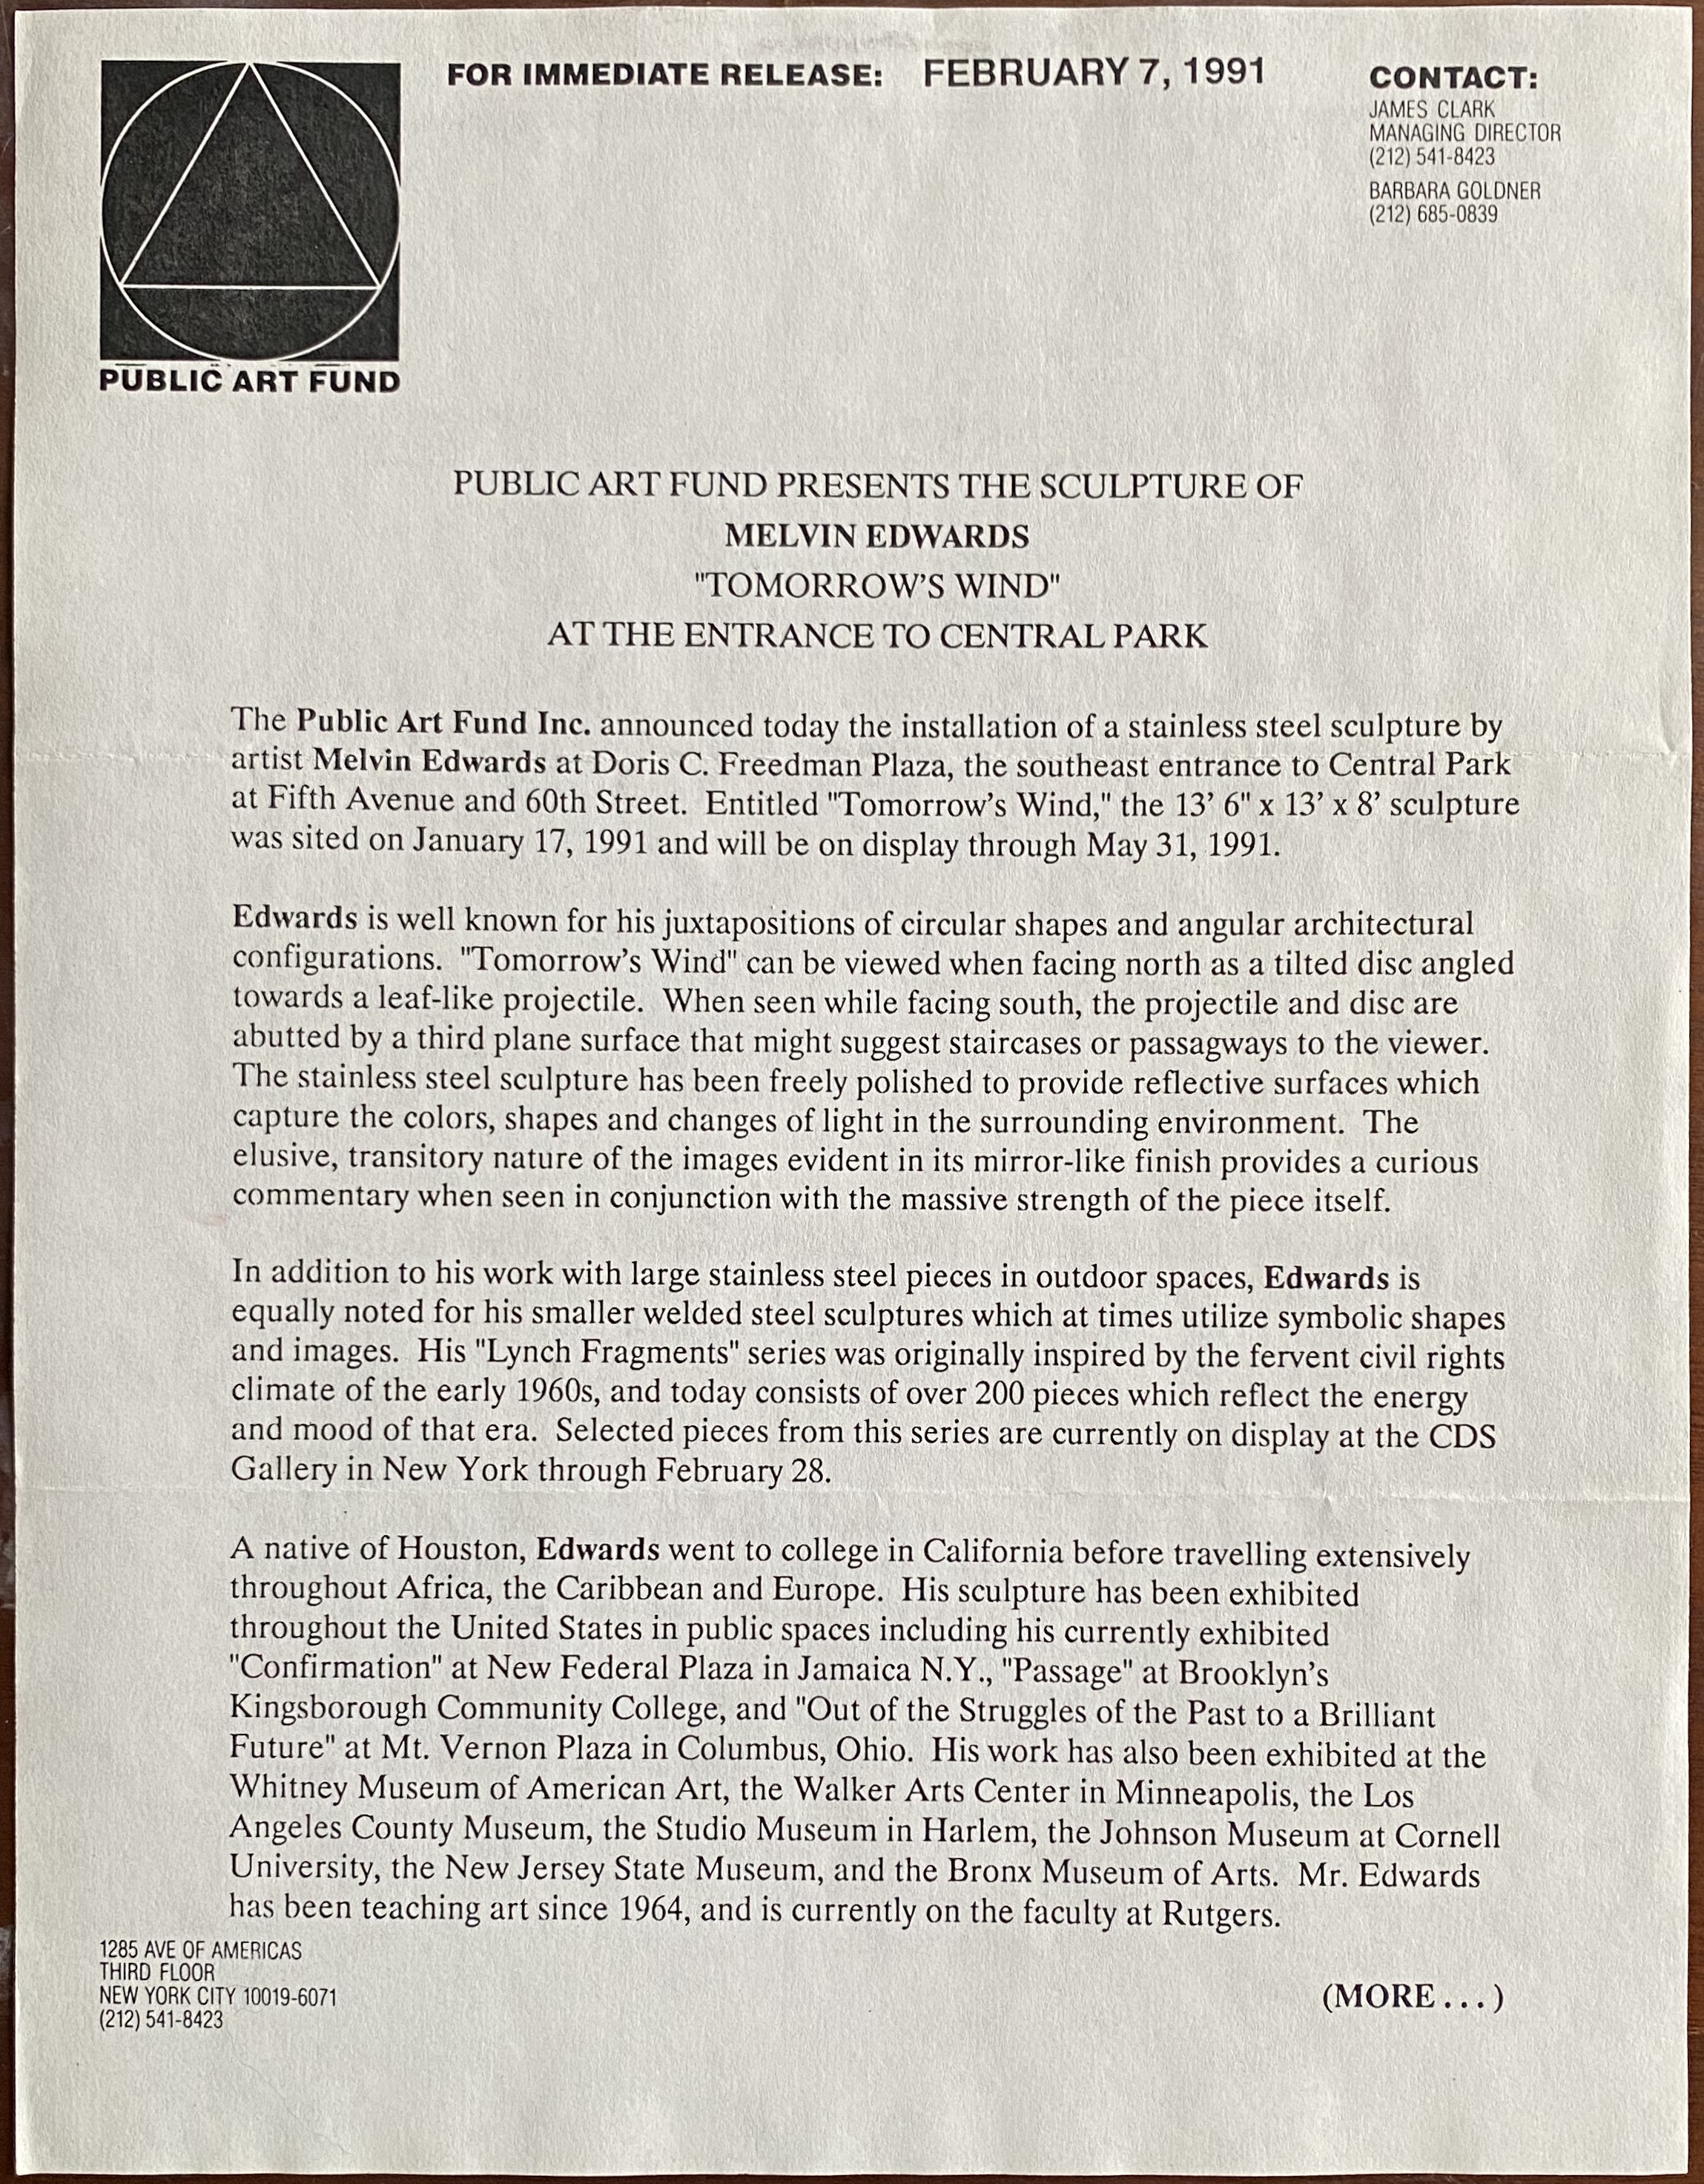 FOR IMMEDIATE RELEASE: FEBRUARY 7, 1991
CONTACT:
JAMES CLARK
MANAGING DIRECTOR
(212) 541-8423
BARBARA GOLDNER
(212) 685-0839
PUBLIC ART FUND
PUBLIC ART FUND PRESENTS THE SCULPTURE OF
MELVIN EDWARDS
"TOMORROW'S WIND"
AT THE ENTRANCE TO CENTRAL PARK
The Public Art Fund Inc. announced today the installation of a stainless steel sculpture by
artist Melvin Edwards at Doris C. Freedman Plaza, the southeast entrance to Central Park
at Fifth Avenue and 60th Street. Entitled "Tomorrow's Wind," the 13' 6" x 13' x 8' sculpture
was sited on January 17, 1991 and will be on display through May 31, 1991.
Edwards is well known for his juxtapositions of circular shapes and angular architectural
configurations. "Tomorrow's Wind" can be viewed when facing north as a tilted disc angled
towards a leaf-like projectile. When seen while facing south, the projectile and disc are
abutted by a third plane surface that might suggest staircases or passagways to the viewer.
The stainless steel sculpture has been freely polished to provide reflective surfaces which
capture the colors, shapes and changes of light in the surrounding environment. The
elusive, transitory nature of the images evident in its mirror-like finish provides a curious
commentary when seen in conjunction with the massive strength of the piece itself.
In addition to his work with large stainless steel pieces in outdoor spaces, Edwards is
equally noted for his smaller welded steel sculptures which at times utilize symbolic shapes
and images. His "Lynch Fragments" series was originally inspired by the fervent civil rights
climate of the early 1960s, and today consists of over 200 pieces which reflect the energy
and mood of that era. Selected pieces from this series are currently on display at the CDS
Gallery in New York through February 28.
A native of Houston, Edwards went to college in California before travelling extensively
throughout Africa, the Caribbean and Europe. His sculpture has been exhibited
throughout the United States in public spaces including his currently exhibited
"Confirmation" at New Federal Plaza in Jamaica N.Y., "Passage" at Brooklyn's
Kingsborough Community College, and "Out of the Struggles of the Past to a Brilliant
Future" at Mt. Vernon Plaza in Columbus, Ohio. His work has also been exhibited at the
Whitney Museum of American Art, the Walker Arts Center in Minneapolis, the Los
Angeles County Museum, the Studio Museum in Harlem, the Johnson Museum at Cornell
University, the New Jersey State Museum, and the Bronx Museum of Arts. Mr. Edwards
has been teaching art since 1964, and is currently on the faculty at Rutgers.
1285 AVE OF AMERICAS
THIRD FLOOR
NEW YORK CITY 10019-6071
(212) 541-8423
(MORE . . . )